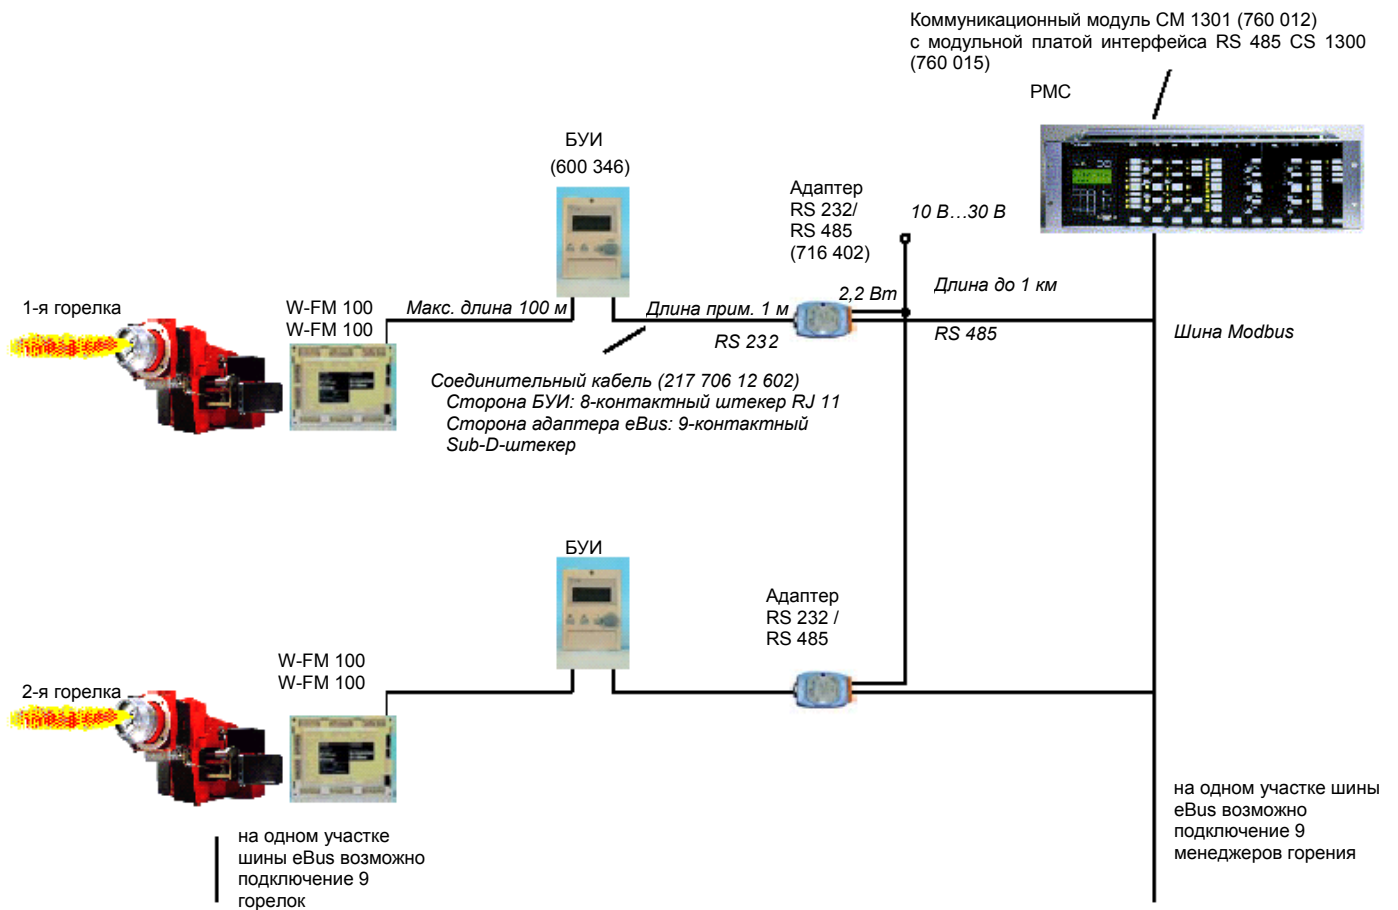 Коммуникационный модуль CM 1301 (760 012)
с модульной платой интерфейса RS 485 CS 1300
(760 015)
РМС
БУИ
(600 346)
Адаптер
RS 232/
RS 485
(716 402)
10 В…30 В
1-я горелка
W-FM 100
W-FM 100
Макс. длина 100 м
Длина прим. 1 м
2,2 Вт
Длина до 1 км
RS 232
RS 485
Шина Modbus
Соединительный кабель (217 706 12 602)
Сторона БУИ: 8-контактный штекер RJ 11
Сторона адаптера eBus: 9-контактный
Sub-D-штекер
БУИ
Адаптер
RS 232 /
RS 485
2-я горелка
W-FM 100
W-FM 100
на одном участке
шины eBus возможно
подключение 9
горелок
на одном участке шины
eBus возможно
подключение 9
менеджеров горения